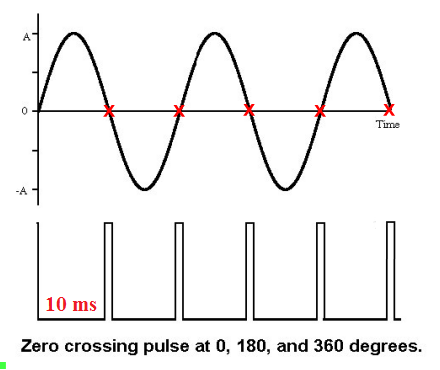 A
0
Time
-A
10 ms
Zero crossing pulse at 0, 180, and 360 degrees.